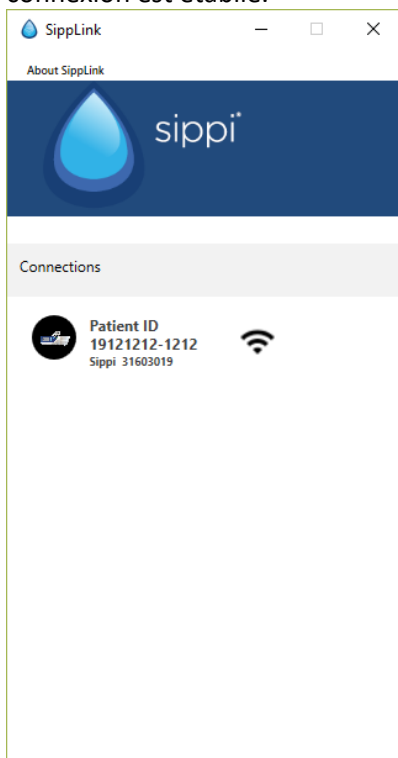 connexion est établie.
SippLink
About SippLink
sippi®
Connections
Patient ID
19121212-1212
Sippi 31603019